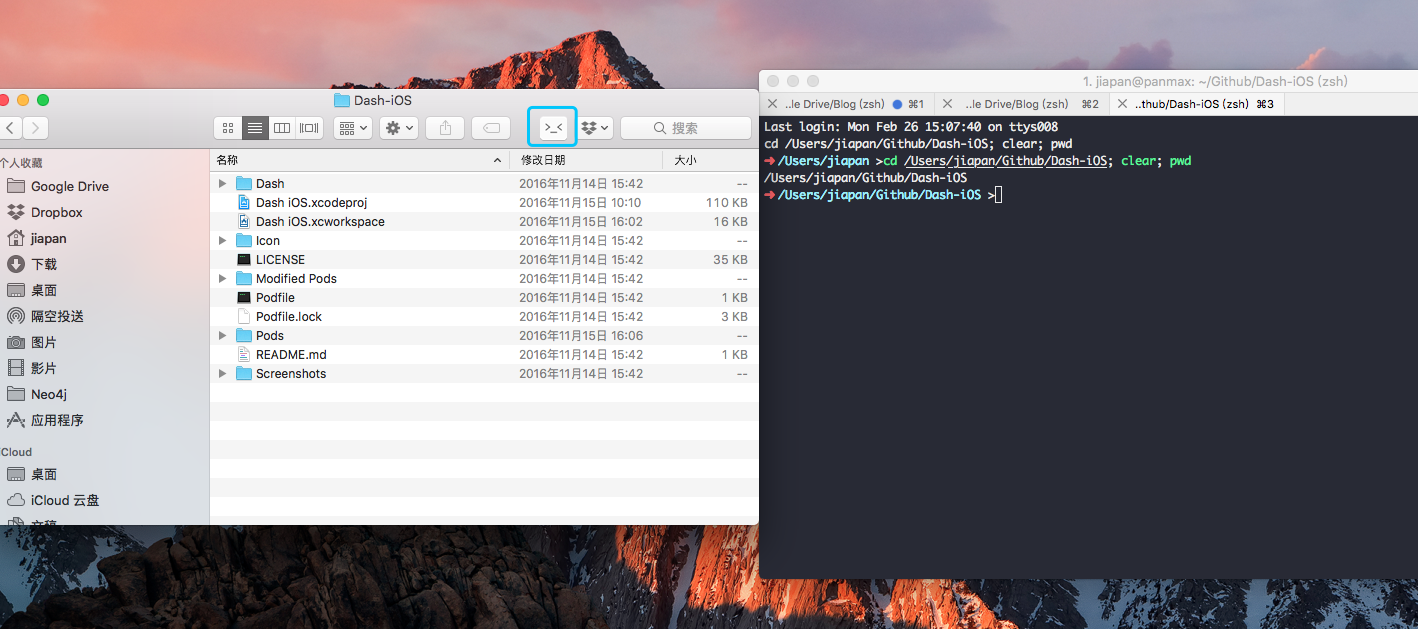 Dash-iOS
>_<
搜索
个人收藏
Google Drive
Dropbox
jiapan
下载
桌面
隔空投送
图片
影片
Neo4j
应用程序
iCloud
桌面
iCloud 云盘
文稿
名称 修改日期 大小
Dash 2016年11月14日 15:42 --
Dash iOS.xcodeproj 2016年11月15日 10:10 110 KB
Dash iOS.xcworkspace 2016年11月15日 16:02 16 KB
Icon 2016年11月14日 15:42 --
LICENSE 2016年11月14日 15:42 35 KB
Modified Pods 2016年11月14日 15:42 --
Podfile 2016年11月14日 15:42 1 KB
Podfile.lock 2016年11月14日 15:42 3 KB
Pods 2016年11月15日 16:06 --
README.md 2016年11月14日 15:42 1 KB
Screenshots 2016年11月14日 15:42 --
1. jiapan@panmax: ~/Github/Dash-iOS (zsh)
..le Drive/Blog (zsh) ⌘1 ..le Drive/Blog (zsh) ⌘2 ..thub/Dash-iOS (zsh) ⌘3
Last login: Mon Feb 26 15:07:40 on ttys008
cd /Users/jiapan/Github/Dash-iOS; clear; pwd
➜ /Users/jiapan >cd /Users/jiapan/Github/Dash-iOS; clear; pwd
/Users/jiapan/Github/Dash-iOS
➜ /Users/jiapan/Github/Dash-iOS >